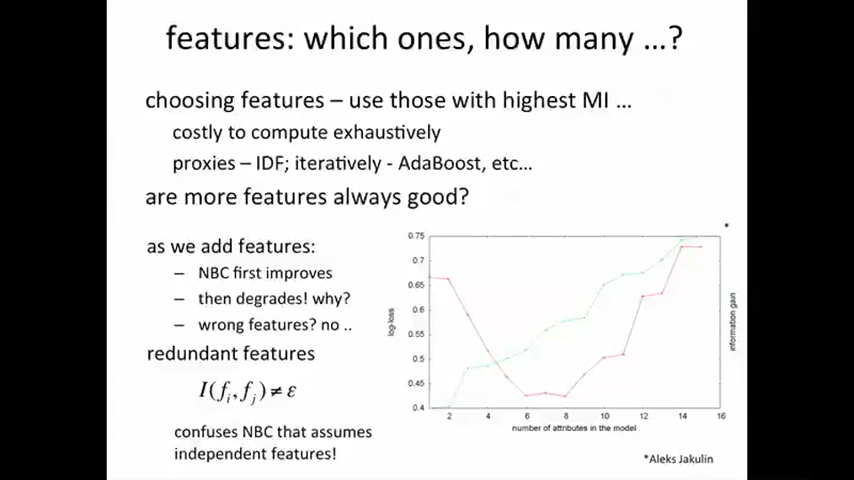 features: which ones, how many ...?
choosing features – use those with highest MI ...
costly to compute exhaustively
proxies – IDF; iteratively - AdaBoost, etc...
are more features always good?
as we add features:
– NBC first improves
– then degrades! why?
– wrong features? no ..
redundant features
I(fᵢ,fⱼ) ≠ ε
confuses NBC that assumes
independent features!
*
0.75
0.7
0.65
0.6
0.55
0.5
0.45
0.4
log-loss
information gain
2 4 6 8 10 12 14 16
number of attributes in the model
*Aleks Jakulin